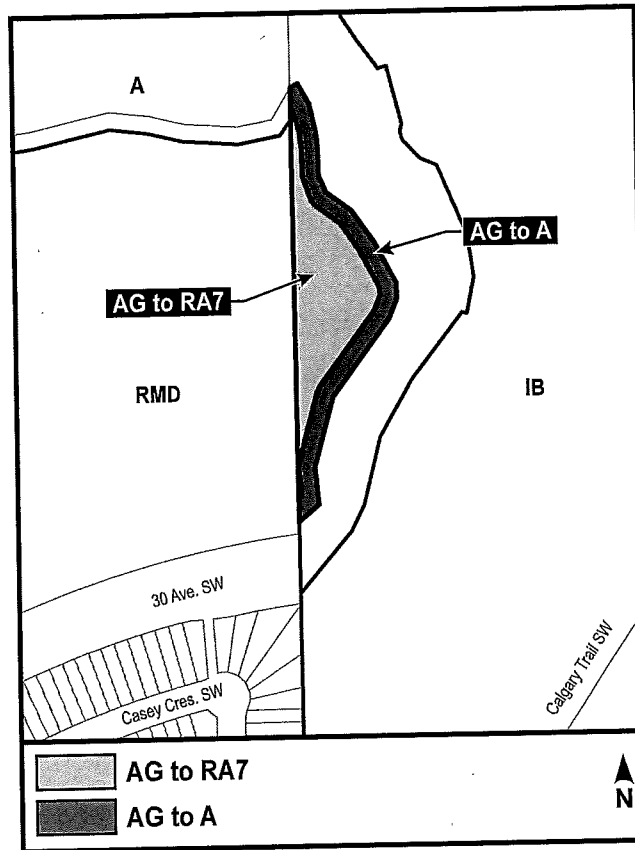 A
AG to A
AG to RA7
RMD
IB
30 Ave. SW
Casey Cres. SW
Calgary Trail SW
AG to RA7
AG to A
N